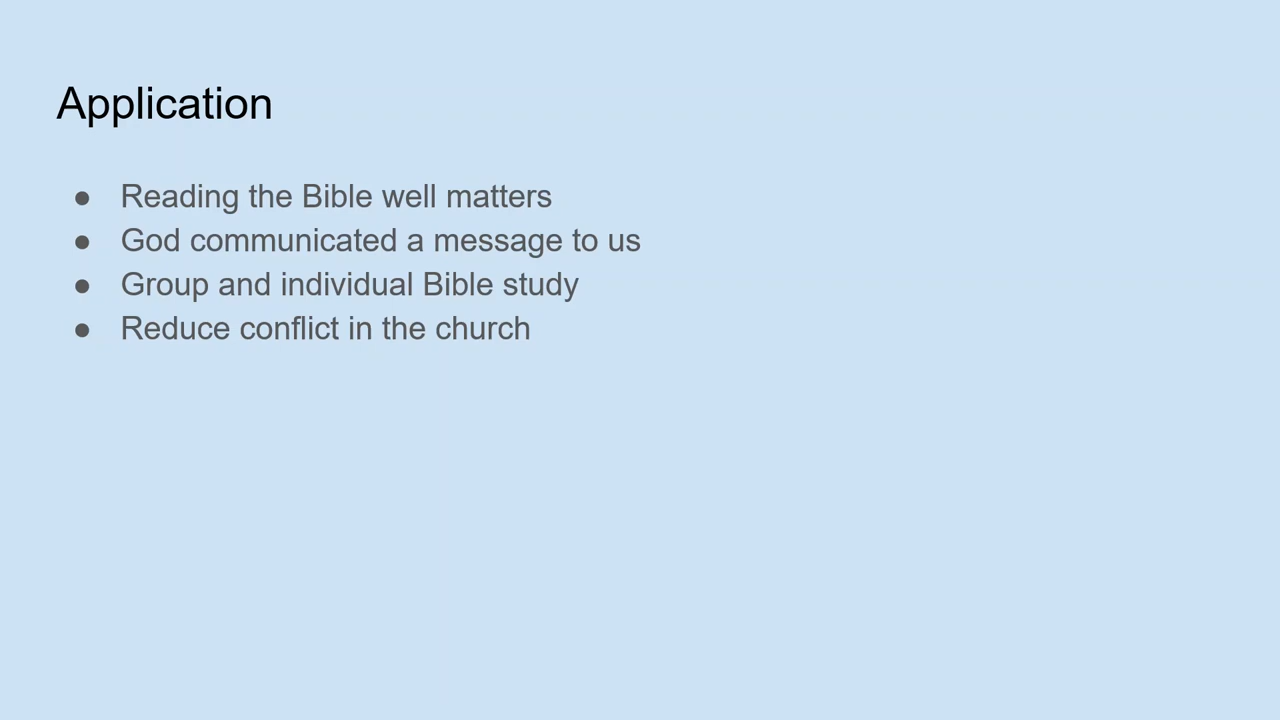 Application
● Reading the Bible well matters
● God communicated a message to us
● Group and individual Bible study
● Reduce conflict in the church